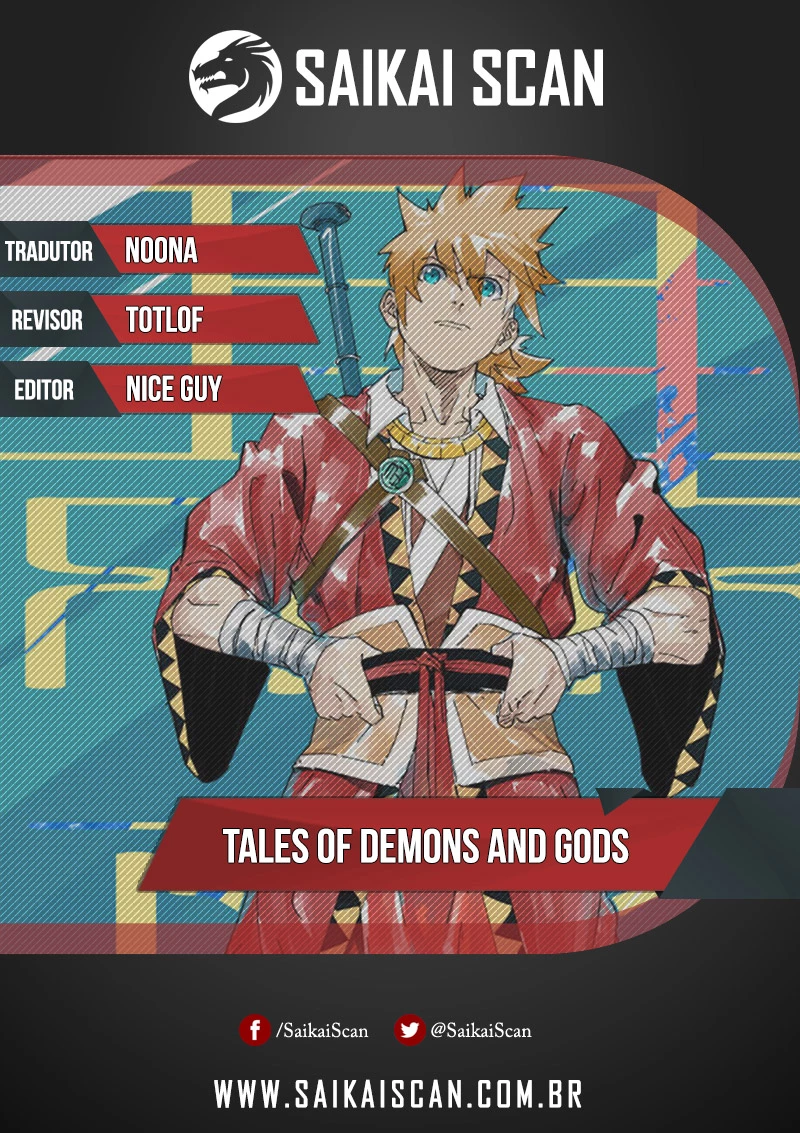 SAIKAI SCAN
TRADUTOR NOONA
REVISOR TOTLOF
EDITOR NICE GUY
TALES OF DEMONS AND GODS
/SaikaiScan @SaikaiScan
WWW.SAIKAISCAN.COM.BR